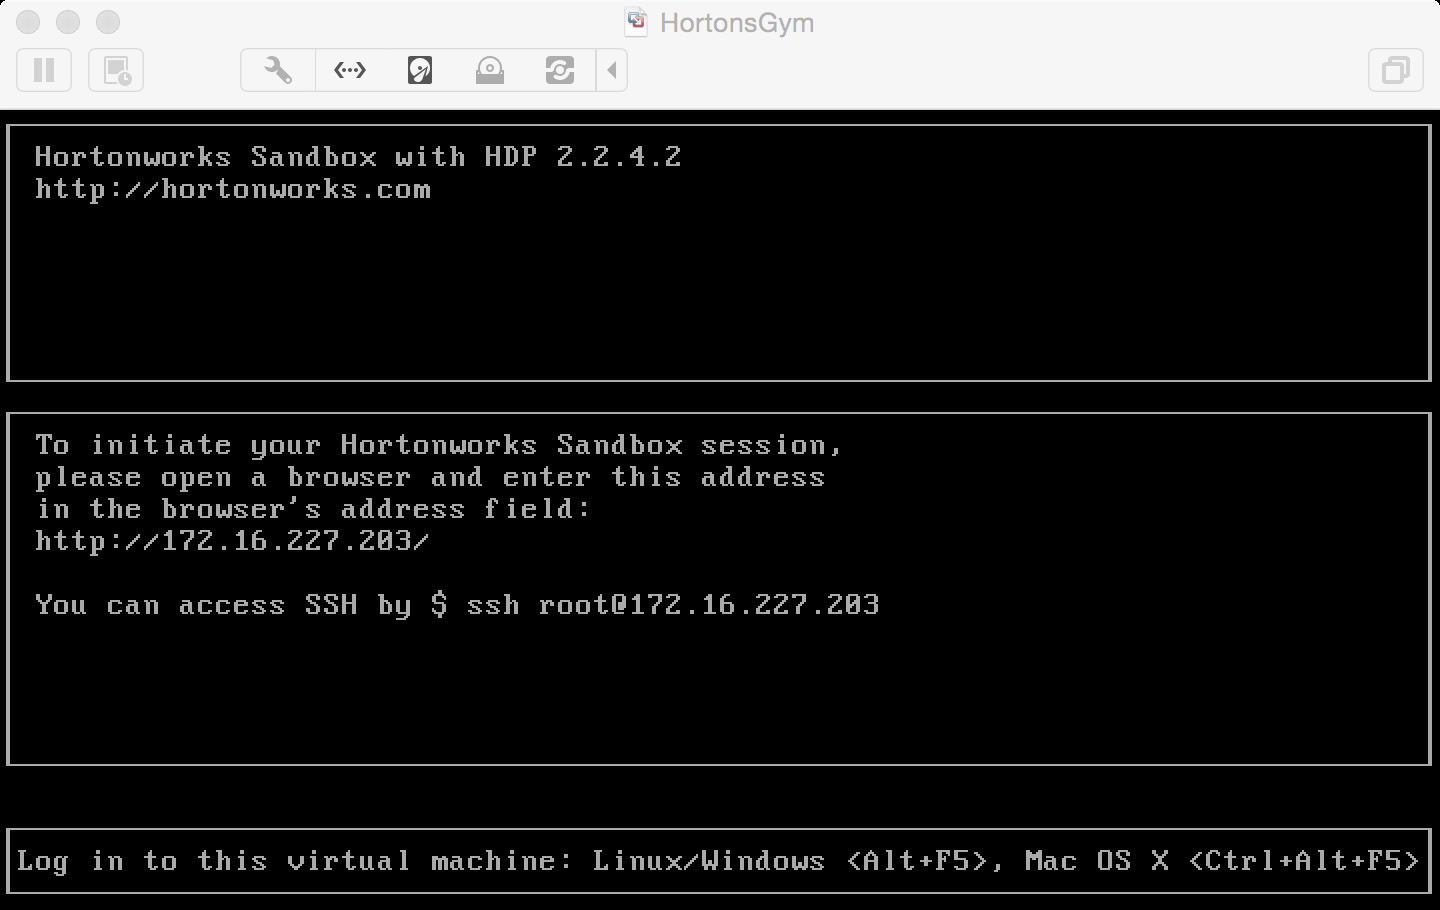 HortonsGym
Hortonworks Sandbox with HDP 2.2.4.2
http://hortonworks.com
To initiate your Hortonworks Sandbox session,
please open a browser and enter this address
in the browser's address field:
http://172.16.227.203/
You can access SSH by $ ssh root@172.16.227.203
Log in to this virtual machine: Linux/Windows <Alt+F5>, Mac OS X <Ctrl+Alt+F5>